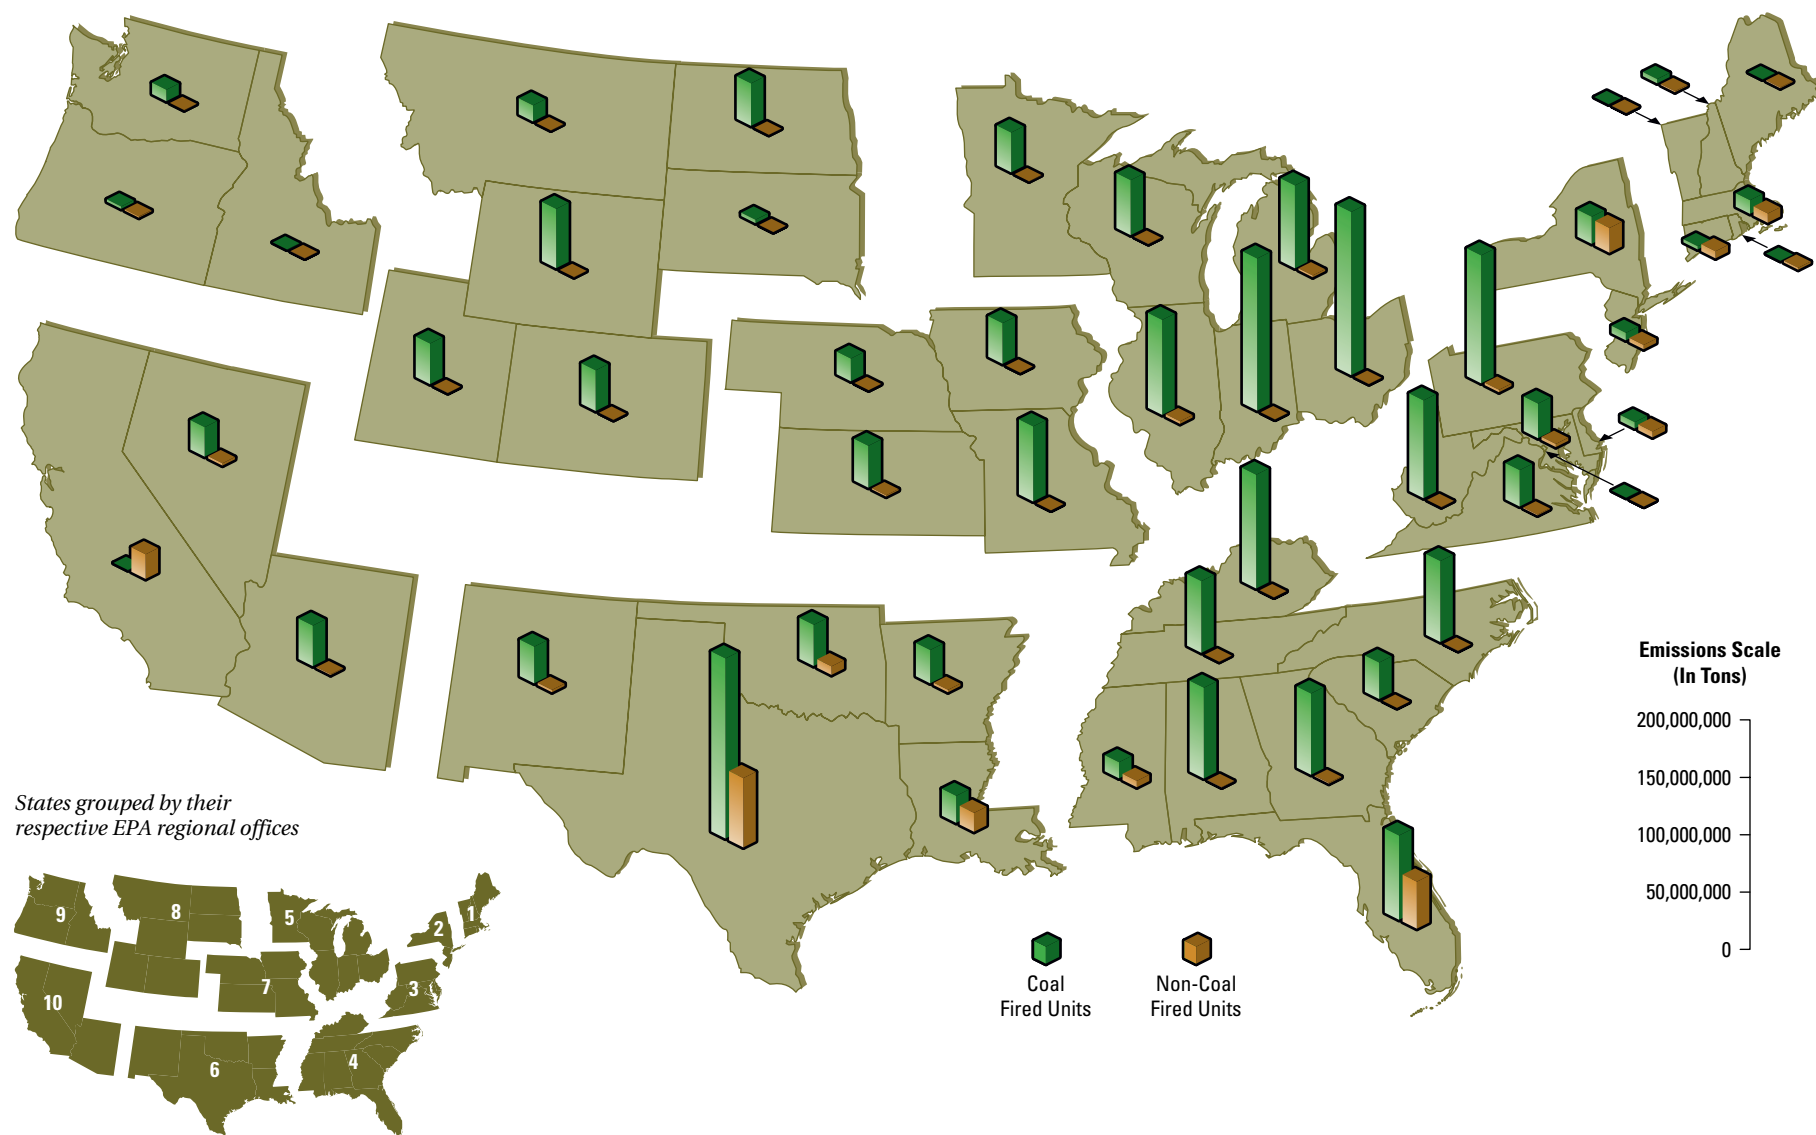 Emissions Scale
(In Tons)
200,000,000
150,000,000
100,000,000
50,000,000
0
States grouped by their
respective EPA regional offices
9
8
5
1
2
10
7
3
6
4
Coal
Fired Units
Non-Coal
Fired Units